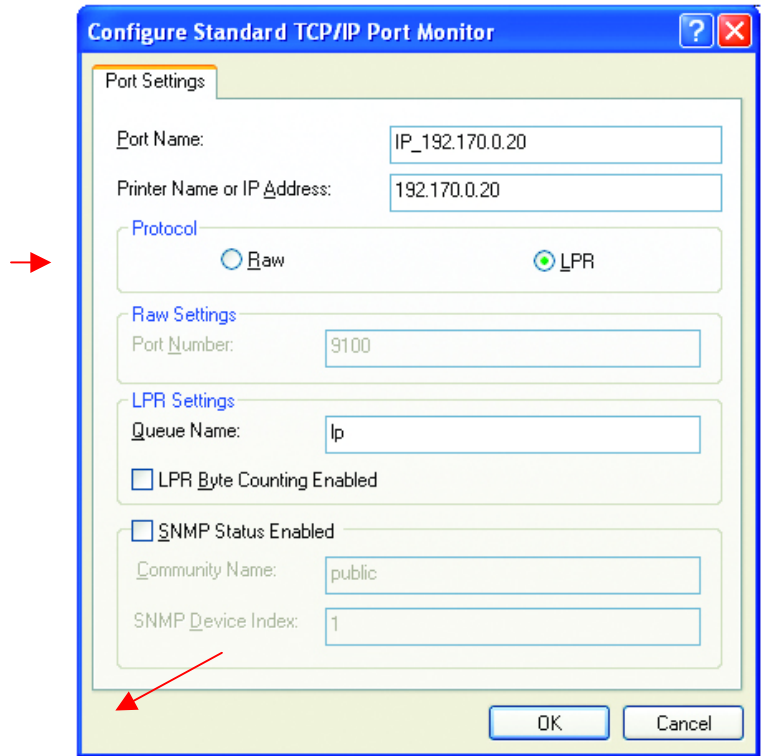 Configure Standard TCP/IP Port Monitor
Port Settings
Port Name: IP_192.170.0.20
Printer Name or IP Address: 192.170.0.20
Protocol
Raw LPR
Raw Settings
Port Number: 9100
LPR Settings
Queue Name: lp
LPR Byte Counting Enabled
SNMP Status Enabled
Community Name: public
SNMP Device Index: 1
OK Cancel